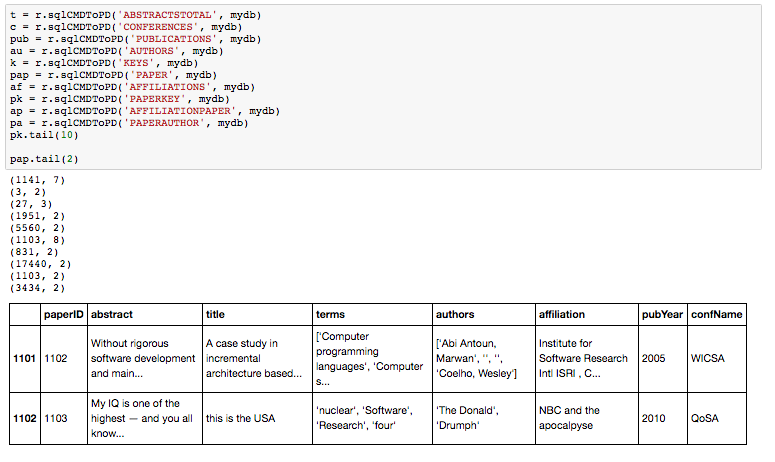 t = r.sqlCMDToPD('ABSTRACTSTOTAL', mydb)
c = r.sqlCMDToPD('CONFERENCES', mydb)
pub = r.sqlCMDToPD('PUBLICATIONS', mydb)
au = r.sqlCMDToPD('AUTHORS', mydb)
k = r.sqlCMDToPD('KEYS', mydb)
pap = r.sqlCMDToPD('PAPER', mydb)
af = r.sqlCMDToPD('AFFILIATIONS', mydb)
pk = r.sqlCMDToPD('PAPERKEY', mydb)
ap = r.sqlCMDToPD('AFFILIATIONPAPER', mydb)
pa = r.sqlCMDToPD('PAPERAUTHOR', mydb)
pk.tail(10)
pap.tail(2)
(1141, 7)
(3, 2)
(27, 3)
(1951, 2)
(5560, 2)
(1103, 8)
(831, 2)
(17440, 2)
(1103, 2)
(3434, 2)
paperID abstract title terms authors affiliation pubYear confName
1101
1102
Without rigorous
software development
and main...
A case study in
incremental
architecture based...
['Computer
programming
languages', 'Computer
s...
['Abi Antoun,
Marwan', '', '',
'Coelho, Wesley']
Institute for
Software Research
Intl ISRI , C...
2005
WICSA
1102
1103
My IQ is one of the
highest — and you all
know...
this is the USA
'nuclear', 'Software',
'Research', 'four'
'The Donald',
'Drumph'
NBC and the
apocalpyse
2010
QoSA